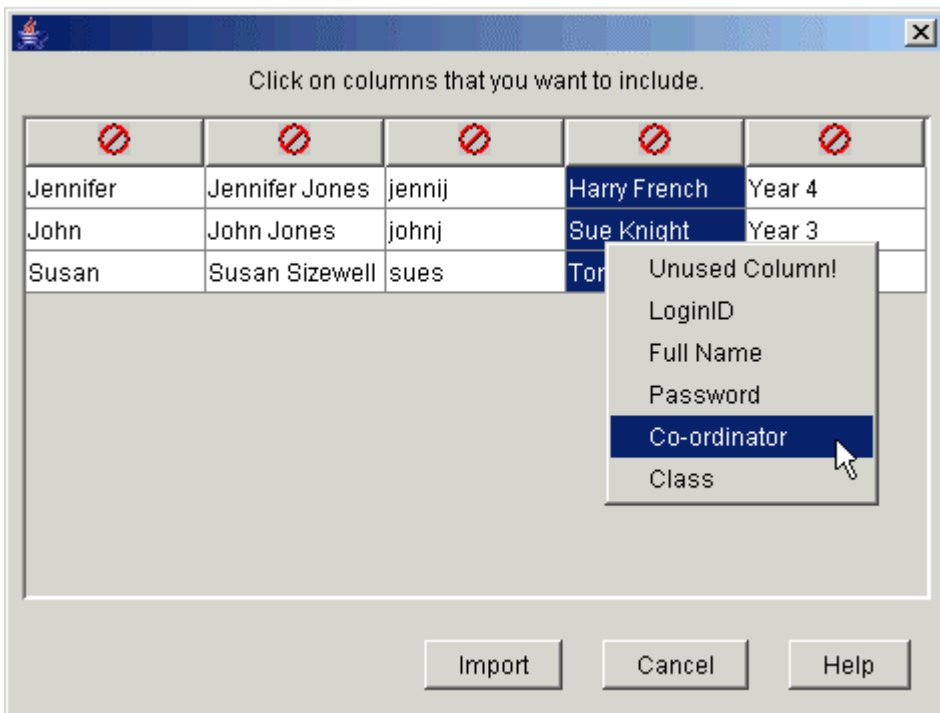 Click on columns that you want to include.
Jennifer Jennifer Jones jennij Harry French Year 4
John John Jones johnj Sue Knight Year 3
Susan Susan Sizewell sues
Unused Column!
LoginID
Full Name
Password
Co-ordinator
Class
Import Cancel Help